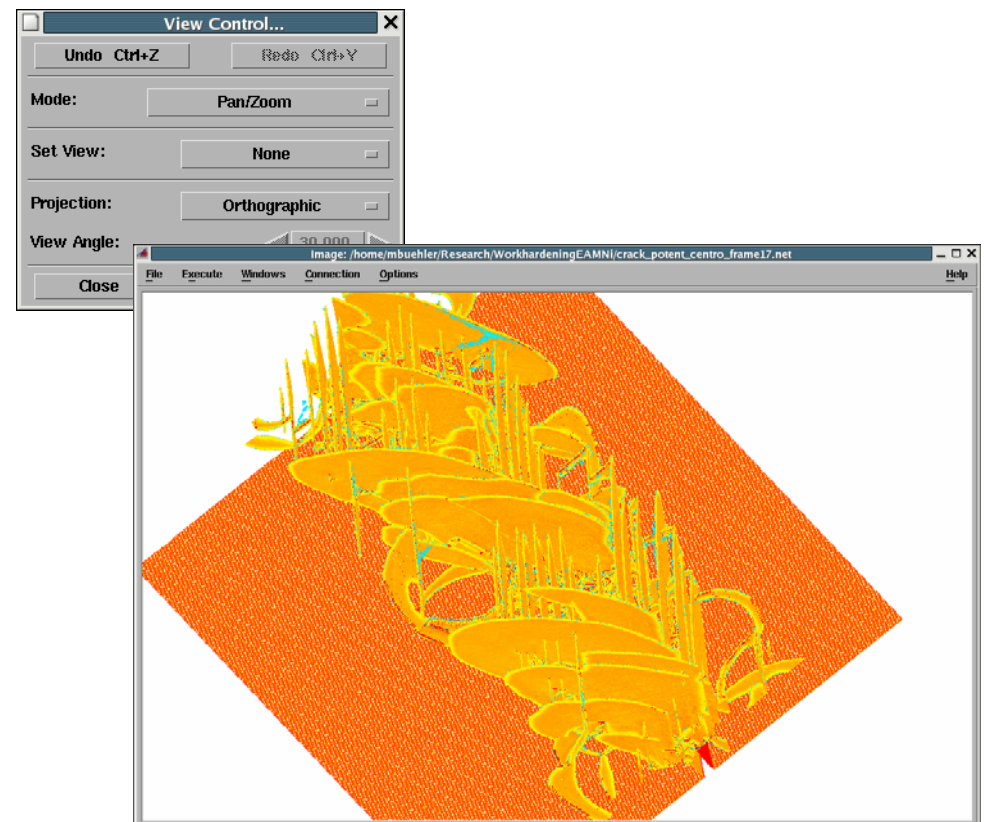 View Control...
Undo Ctrl+Z
Redo Ctrl+Y
Mode:
Pan/Zoom
Set View:
None
Projection:
Orthographic
View Angle:
30.000
Close
Image: /home/mbuehler/Research/WorkhardeningEAMNi/crack_potent_centro_frame17.net
File Execute Windows Connection Options Help